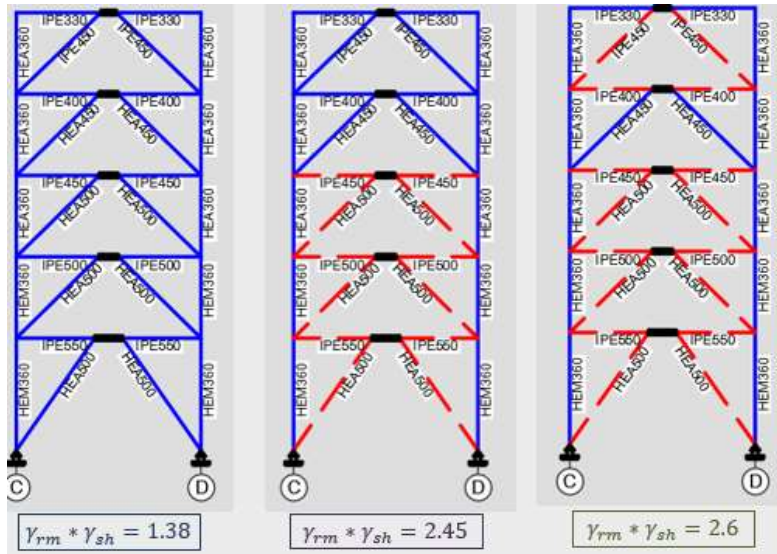 IPE330 IPE330
HEA360 IPE450 IPE450 HEA360
IPE400 IPE400
HEA360 HEA450 HEA450 HEA360
IPE450 IPE450
HEA360 HEA500 HEA500 HEA360
IPE500 IPE500
HEM360 HEA500 HEA500 HEM360
IPE550 IPE550
HEM360 HEA500 HEA500 HEM360
C D
γrm * γsh = 1.38
IPE330 IPE330
HEA360 IPE450 IPE450 HEA360
IPE400 IPE400
HEA360 HEA450 HEA450 HEA360
IPE450 IPE450
HEA360 HEA500 HEA500 HEA360
IPE500 IPE500
HEM360 HEA500 HEA500 HEM360
IPE550 IPE550
HEM360 HEA500 HEA500 HEM360
C D
γrm * γsh = 2.45
IPE330 IPE330
HEA360 IPE450 IPE450 HEA360
IPE400 IPE400
HEA360 HEA450 HEA450 HEA360
IPE450 IPE450
HEA360 HEA500 HEA500 HEA360
IPE500 IPE500
HEM360 HEA500 HEA500 HEM360
IPE550 IPE550
HEM360 HEA500 HEA500 HEM360
C D
γrm * γsh = 2.6